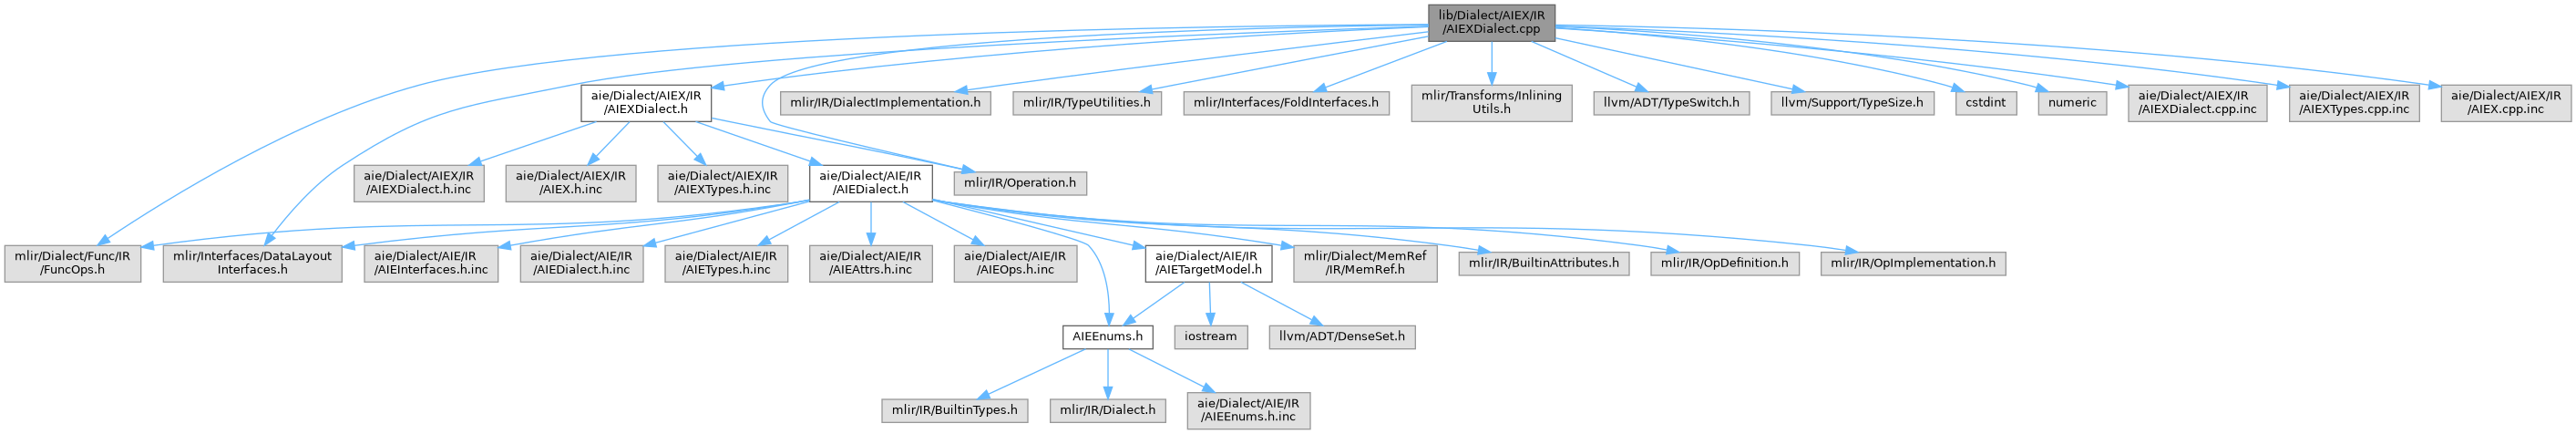 lib/Dialect/AIEX/IR
/AIEXDialect.cpp
aie/Dialect/AIEX/IR
/AIEXDialect.h
mlir/IR/DialectImplementation.h
mlir/IR/TypeUtilities.h
mlir/Interfaces/FoldInterfaces.h
mlir/Transforms/Inlining
Utils.h
llvm/ADT/TypeSwitch.h
llvm/Support/TypeSize.h
cstdint
numeric
aie/Dialect/AIEX/IR
/AIEXDialect.cpp.inc
aie/Dialect/AIEX/IR
/AIEXTypes.cpp.inc
aie/Dialect/AIEX/IR
/AIEX.cpp.inc
aie/Dialect/AIEX/IR
/AIEXDialect.h.inc
aie/Dialect/AIEX/IR
/AIEX.h.inc
aie/Dialect/AIEX/IR
/AIEXTypes.h.inc
aie/Dialect/AIE/IR
/AIEDialect.h
mlir/IR/Operation.h
mlir/Dialect/Func/IR
/FuncOps.h
mlir/Interfaces/DataLayout
Interfaces.h
aie/Dialect/AIE/IR
/AIEInterfaces.h.inc
aie/Dialect/AIE/IR
/AIEDialect.h.inc
aie/Dialect/AIE/IR
/AIETypes.h.inc
aie/Dialect/AIE/IR
/AIEAttrs.h.inc
aie/Dialect/AIE/IR
/AIEOps.h.inc
aie/Dialect/AIE/IR
/AIETargetModel.h
mlir/Dialect/MemRef
/IR/MemRef.h
mlir/IR/BuiltinAttributes.h
mlir/IR/OpDefinition.h
mlir/IR/OpImplementation.h
AIEEnums.h
iostream
llvm/ADT/DenseSet.h
mlir/IR/BuiltinTypes.h
mlir/IR/Dialect.h
aie/Dialect/AIE/IR
/AIEEnums.h.inc